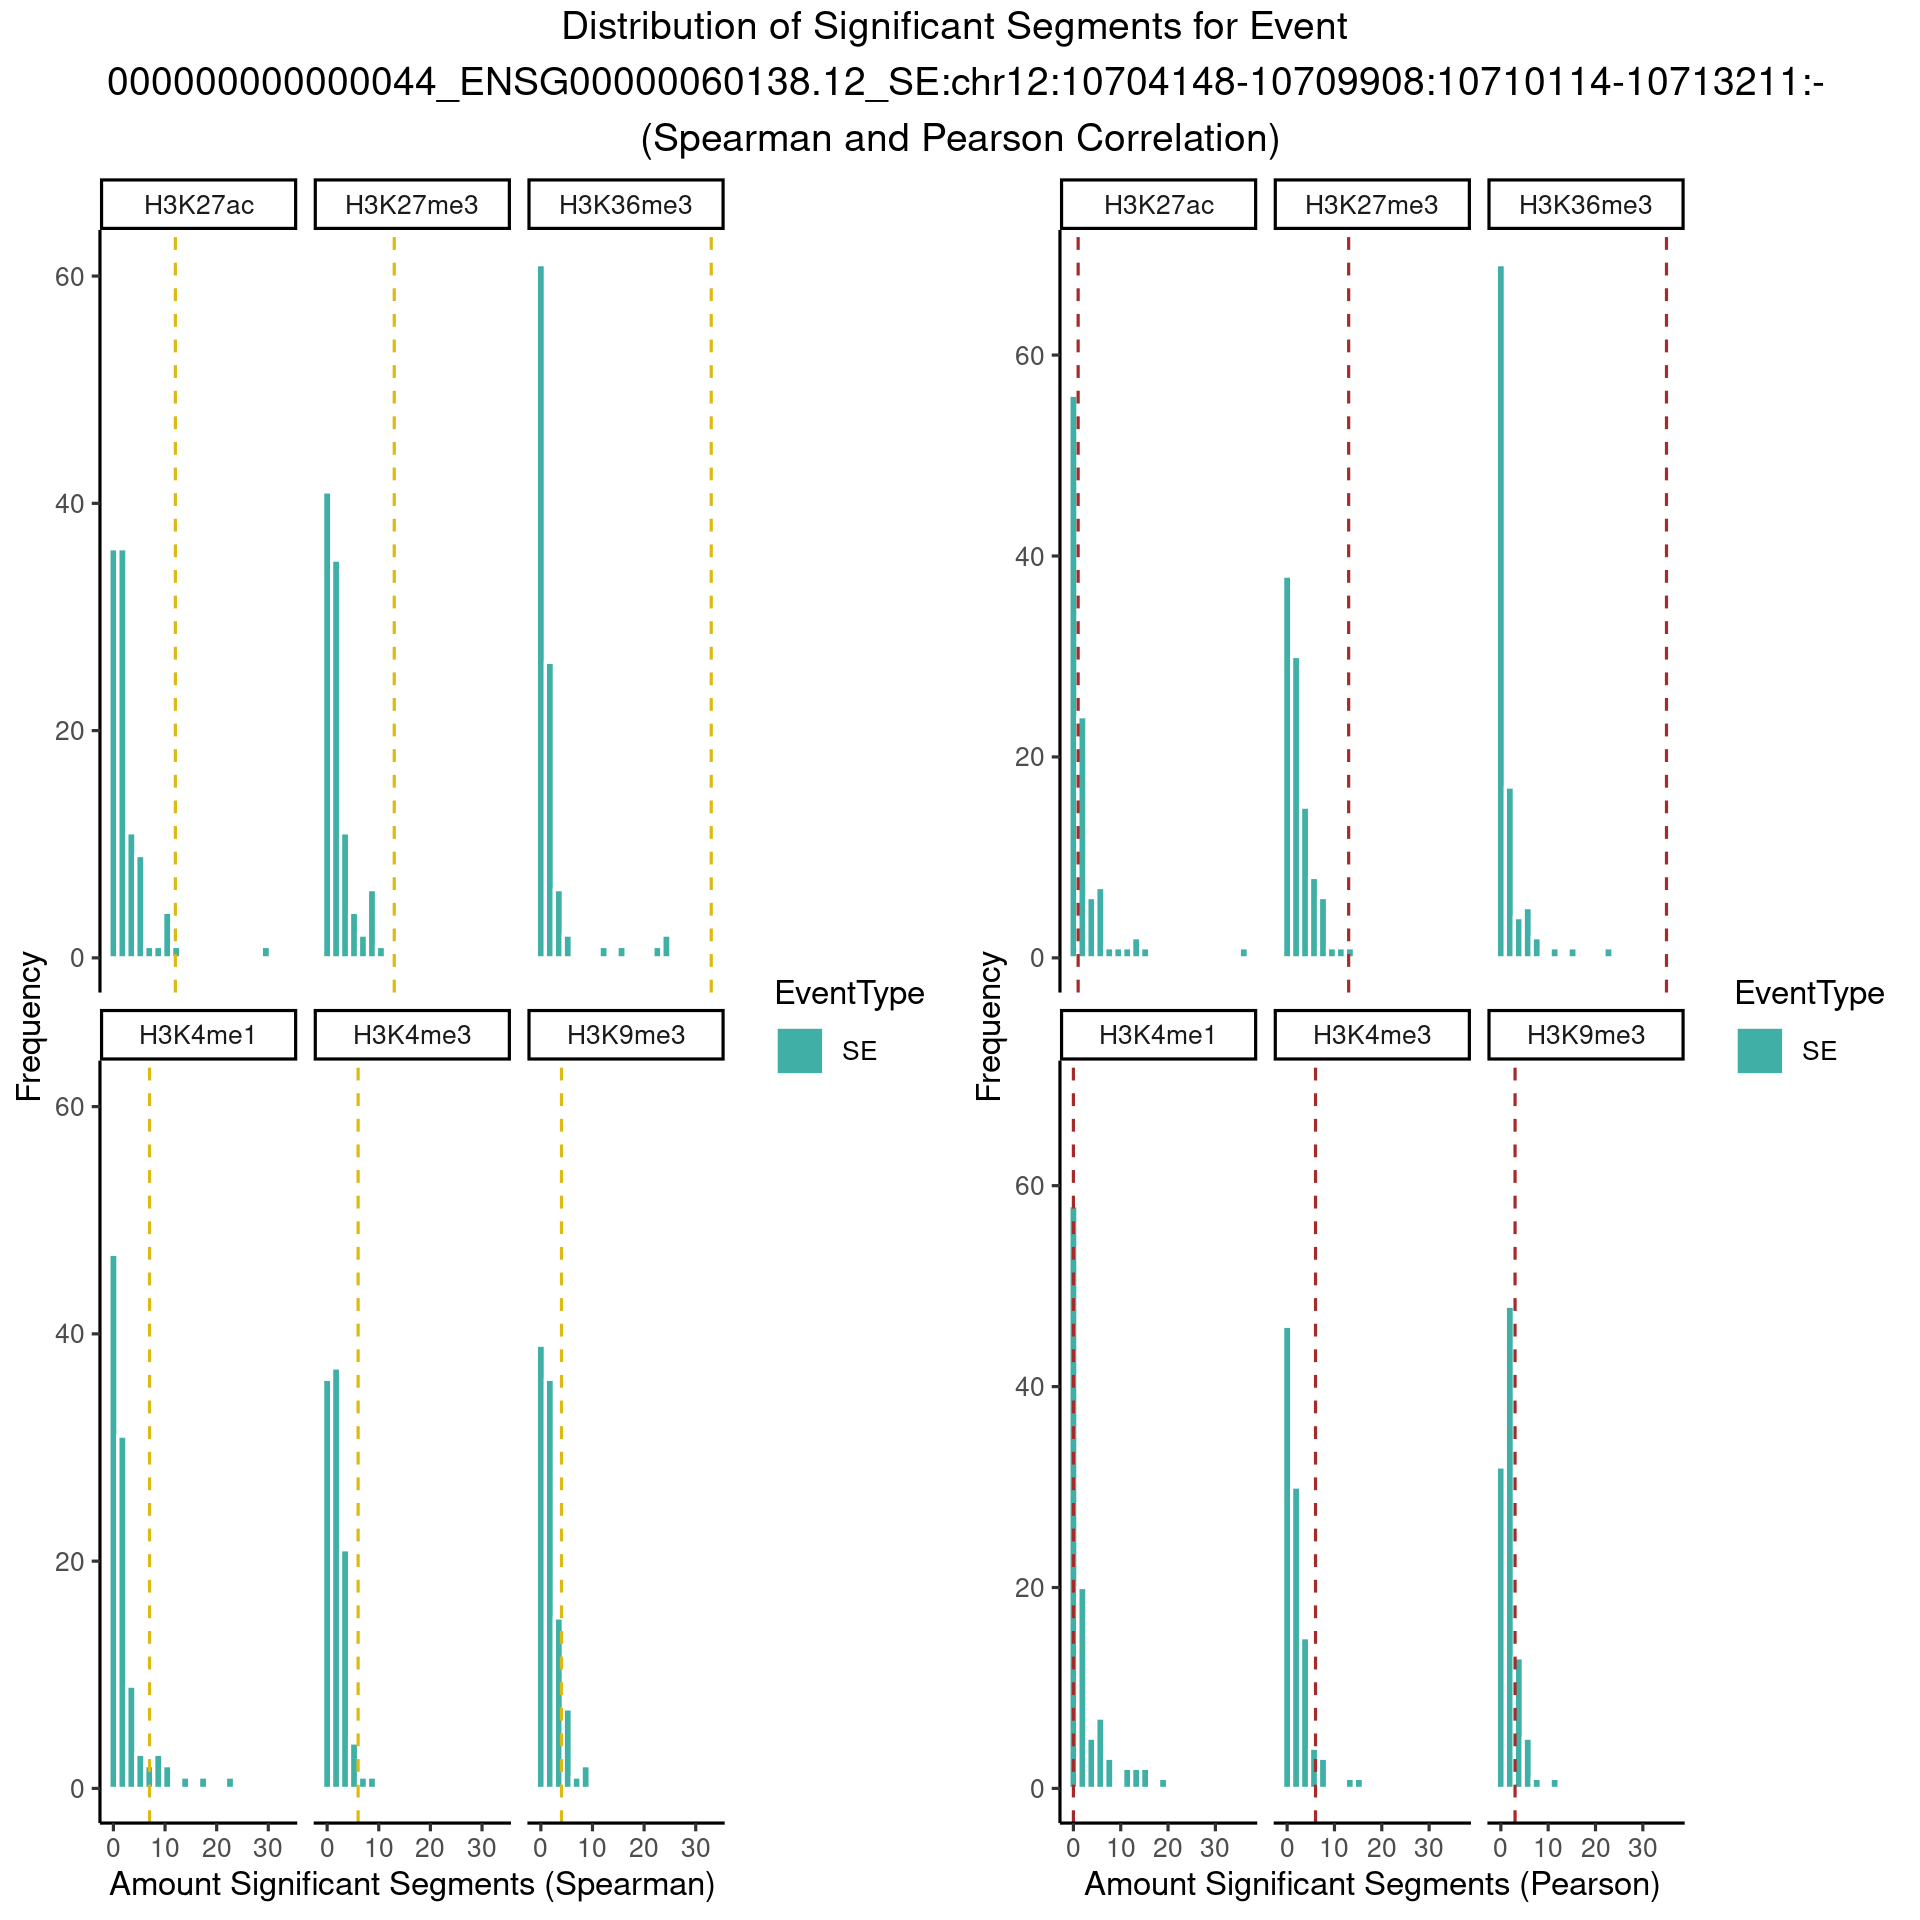 Distribution of Significant Segments for Event
000000000000044_ENSG00000060138.12_SE:chr12:10704148-10709908:10710114-10713211:-
(Spearman and Pearson Correlation)
H3K27ac H3K27me3 H3K36me3
60
40
20
0
H3K4me1 H3K4me3 H3K9me3
60
40
20
0
0 10 20 30 0 10 20 30 0 10 20 30
Frequency
Amount Significant Segments (Spearman)
EventType
SE
H3K27ac H3K27me3 H3K36me3
60
40
20
0
H3K4me1 H3K4me3 H3K9me3
60
40
20
0
0 10 20 30 0 10 20 30 0 10 20 30
Frequency
Amount Significant Segments (Pearson)
EventType
SE